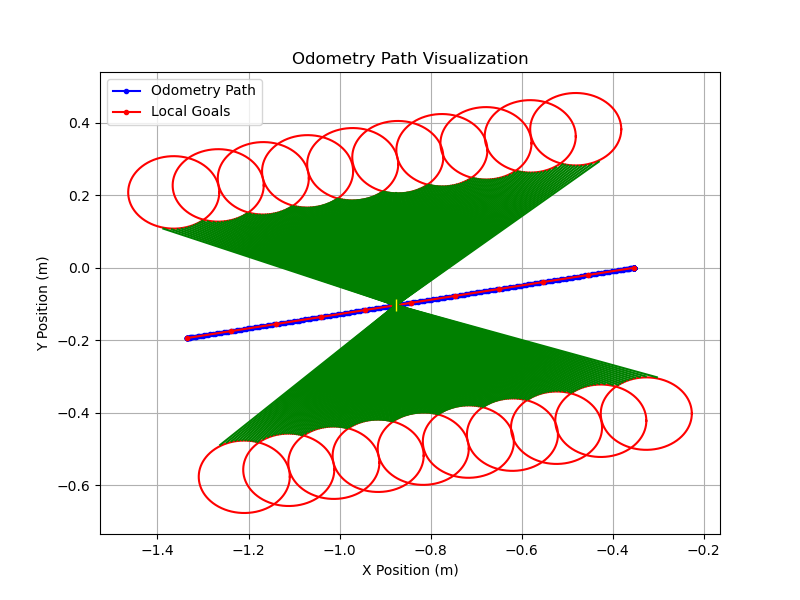 Odometry Path Visualization
Odometry Path
Local Goals
Y Position (m)
0.4
0.2
0.0
−0.2
−0.4
−0.6
−1.4 −1.2 −1.0 −0.8 −0.6 −0.4 −0.2
X Position (m)